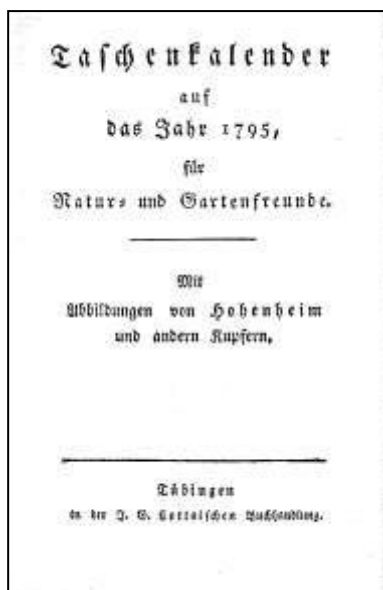 Taschenkalender
auf
das Jahr 1795,
für
Natur- und Gartenfreunde.
Mit
Abbildungen von Hohenheim
und andern Kupfern,
Tübingen
in der J. G. Cottaischen Buchhandlung.